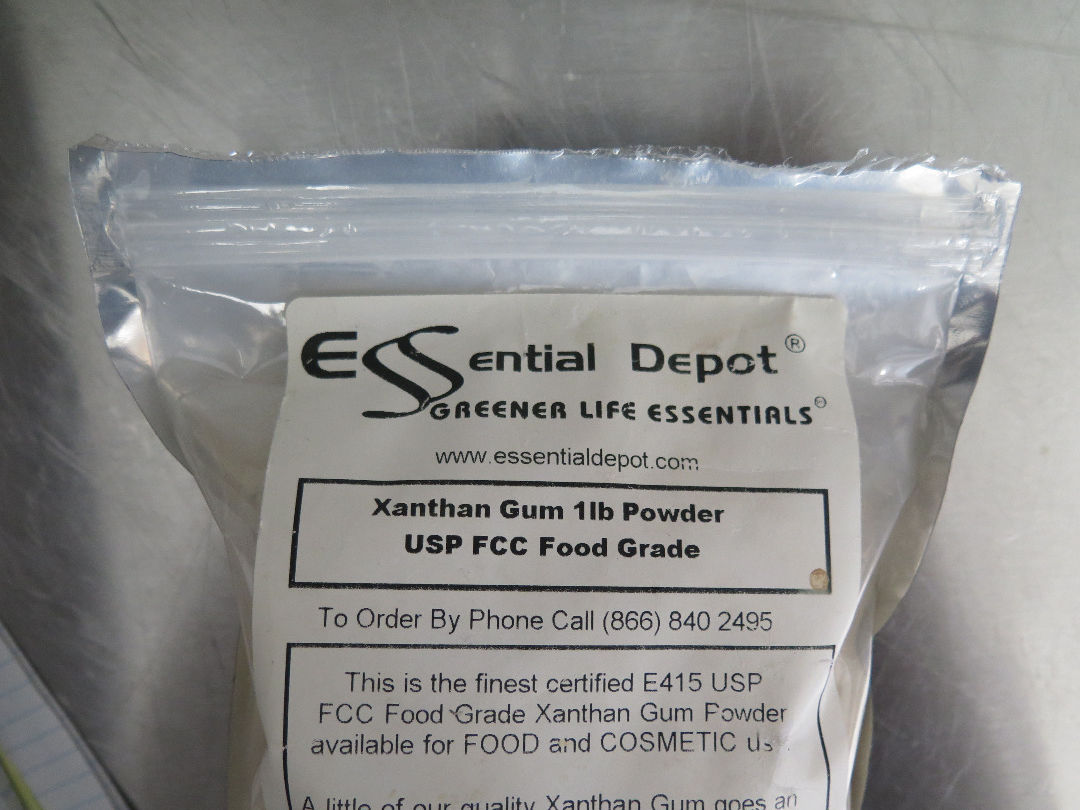 ESSential Depot®
GREENER LIFE ESSENTIALS®
www.essentialdepot.com
Xanthan Gum 1lb Powder
USP FCC Food Grade
To Order By Phone Call (866) 840 2495
This is the finest certified E415 USP
FCC Food Grade Xanthan Gum Powder
available for FOOD and COSMETIC
A little of our quality Xanthan Gum goes an